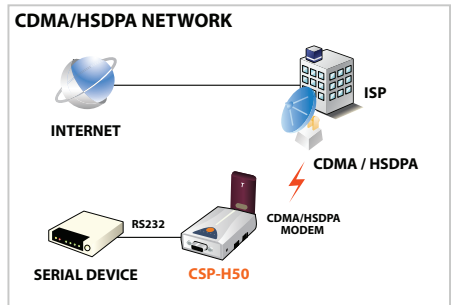 CDMA/HSDPA NETWORK
ISP
INTERNET
CDMA / HSDPA
T
RS232
CDMA/HSDPA
MODEM
SERIAL DEVICE
CSP-H50